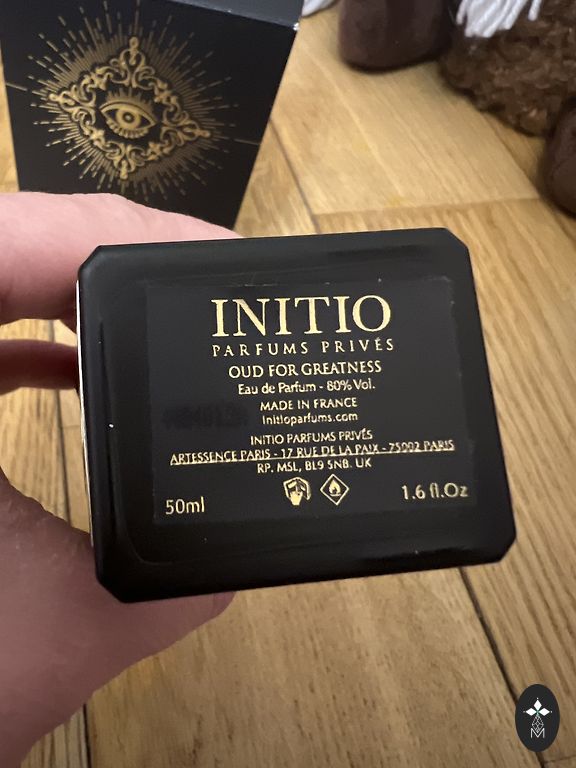 INITIO
PARFUMS PRIVÉS
OUD FOR GREATNESS
Eau de Parfum - 80% Vol.
MADE IN FRANCE
Initioparfums.com
INITIO PARFUMS PRIVÉS
ARTESSENCE PARIS - 17 RUE DE LA PAIX - 75002 PARIS
RP. MSL, BL9 5NB. UK
50ml
1.6 fl.Oz
M